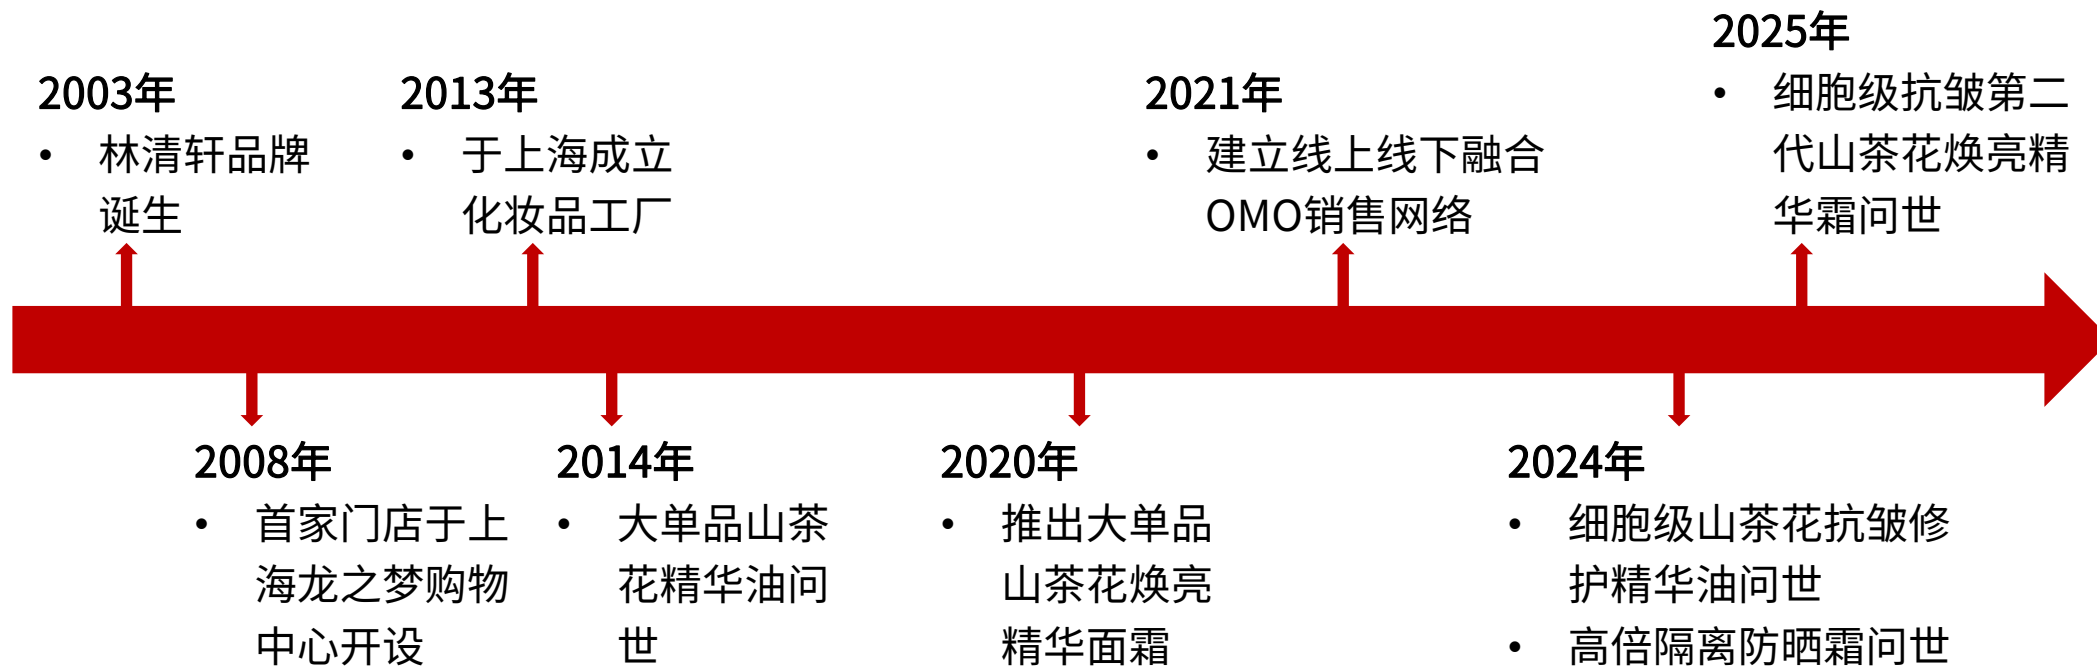 2003年
• 林清轩品牌
诞生
2013年
• 于上海成立
化妆品工厂
2021年
• 建立线上线下融合
OMO销售网络
2025年
• 细胞级抗皱第二
代山茶花焕亮精
华霜问世
2008年
• 首家门店于上
海龙之梦购物
中心开设
2014年
• 大单品山茶
花精华油问
世
2020年
• 推出大单品
山茶花焕亮
精华面霜
2024年
• 细胞级山茶花抗皱修
护精华油问世
• 高倍隔离防晒霜问世